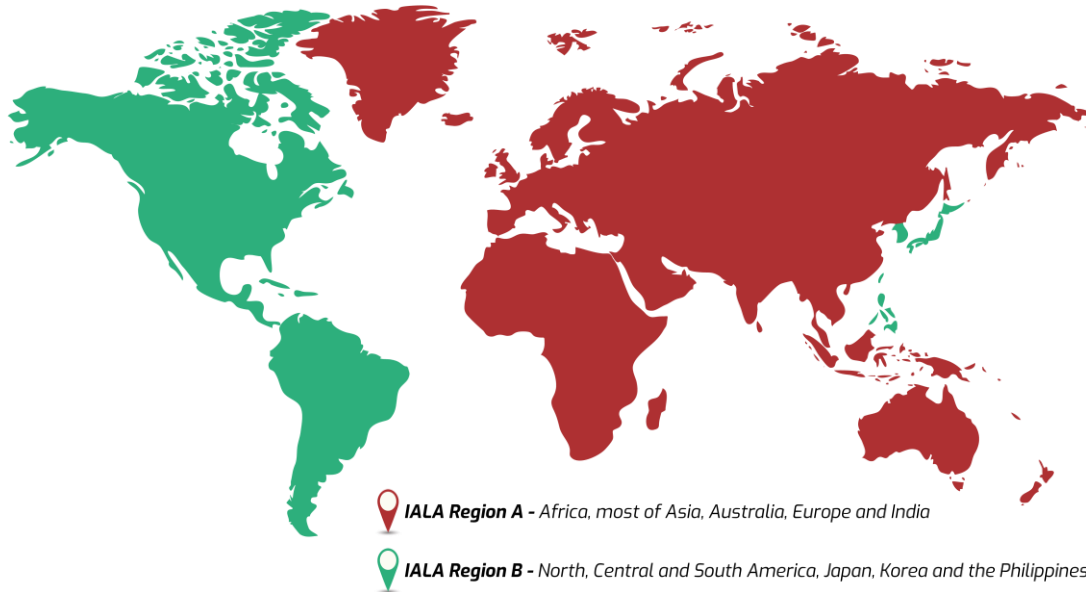 IALA Region A - Africa, most of Asia, Australia, Europe and India
IALA Region B - North, Central and South America, Japan, Korea and the Philippines